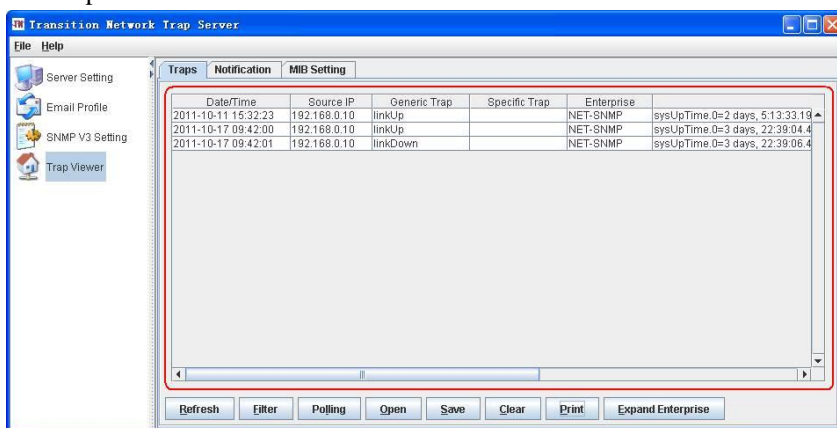 Transition Network Trap Server
File Help
Server Setting
Email Profile
SNMP V3 Setting
Trap Viewer
Traps Notification MIB Setting
Date/Time Source IP Generic Trap Specific Trap Enterprise
2011-10-11 15:32:23 192.168.0.10 linkUp NET-SNMP sysUpTime.0=2 days, 5:13:33.19
2011-10-17 09:42:00 192.168.0.10 linkUp NET-SNMP sysUpTime.0=3 days, 22:39:04.4
2011-10-17 09:42:01 192.168.0.10 linkDown NET-SNMP sysUpTime.0=3 days, 22:39:06.4
Refresh Filter Polling Open Save Clear Print Expand Enterprise